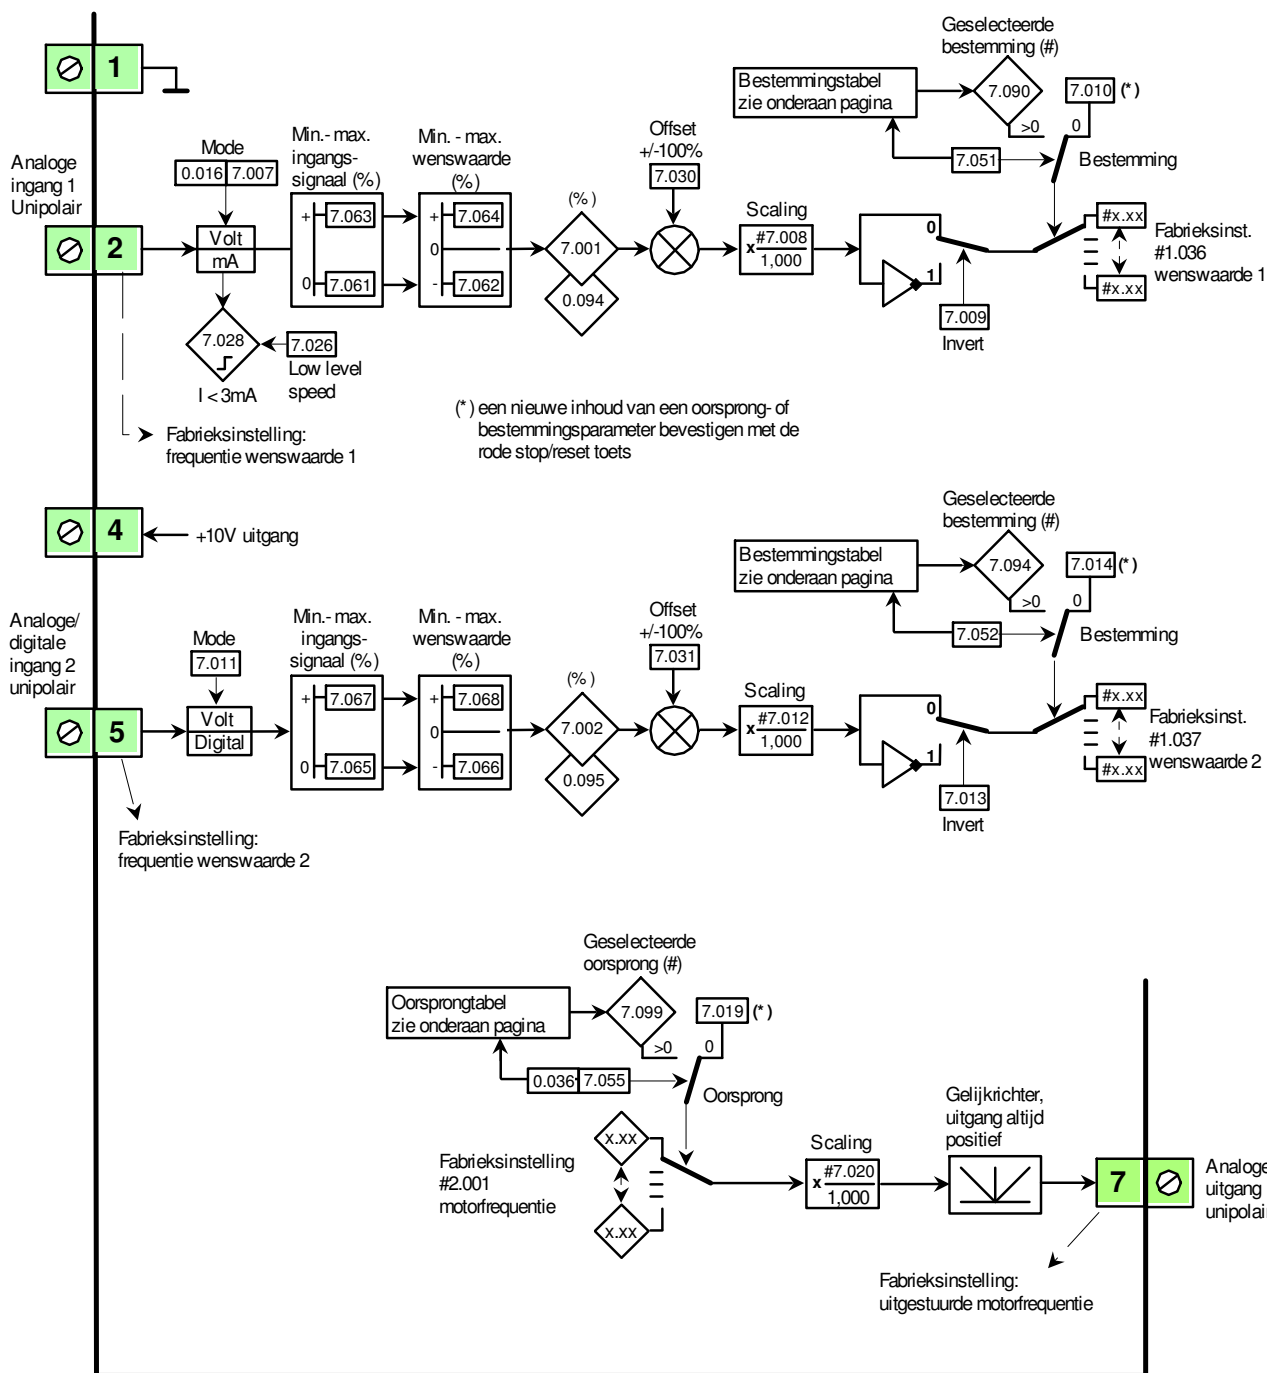 1
Analoge
ingang 1
Unipolair
2
Mode
0.016 7.007
Volt
mA
7.028
I < 3mA
7.026
Low level
speed
Min.- max.
ingangs-
signaal (%)
+ 7.063
0 7.061
Min. - max.
wenswaarde
(%)
+ 7.064
0
- 7.062
(%)
7.001
0.094
Offset
+/-100%
7.030
Scaling
x #7.008
1,000
0
1
7.009
Invert
Bestemmingstabel
zie onderaan pagina
Geselecteerde
bestemming (#)
7.090
>0
0
7.010 (*)
7.051
Bestemming
#x.xx
#x.xx
Fabrieksinst.
#1.036
wenswaarde 1
Fabrieksinstelling:
frequentie wenswaarde 1
(*) een nieuwe inhoud van een oorsprong- of
bestemmingsparameter bevestigen met de
rode stop/reset toets
4
+10V uitgang
Analoge/
digitale
ingang 2
unipolair
5
Mode
7.011
Volt
Digital
Min.- max.
ingangs-
signaal (%)
+ 7.067
0 7.065
Min. - max.
wenswaarde
(%)
+ 7.068
0
- 7.066
(%)
7.002
0.095
Offset
+/-100%
7.031
Scaling
x #7.012
1,000
0
1
7.013
Invert
Bestemmingstabel
zie onderaan pagina
Geselecteerde
bestemming (#)
7.094
>0
0
7.014 (*)
7.052
Bestemming
#x.xx
#x.xx
Fabrieksinst.
#1.037
wenswaarde 2
Fabrieksinstelling:
frequentie wenswaarde 2
Geselecteerde
oorsprong (#)
Oorsprongtabel
zie onderaan pagina
7.099
>0
0
7.019 (*)
0.036 7.055
Oorsprong
x.xx
x.xx
Fabrieksinstelling
#2.001
motorfrequentie
Scaling
x #7.020
1,000
Gelijkrichter,
uitgang altijd
positief
7
Analoge
uitgang
unipolair
Fabrieksinstelling:
uitgestuurde motorfrequentie